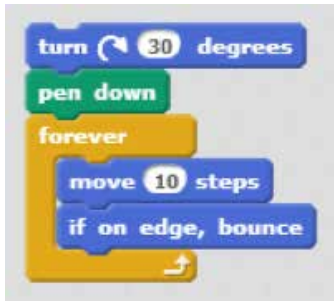 turn 30 degrees
pen down
forever
move 10 steps
if on edge, bounce